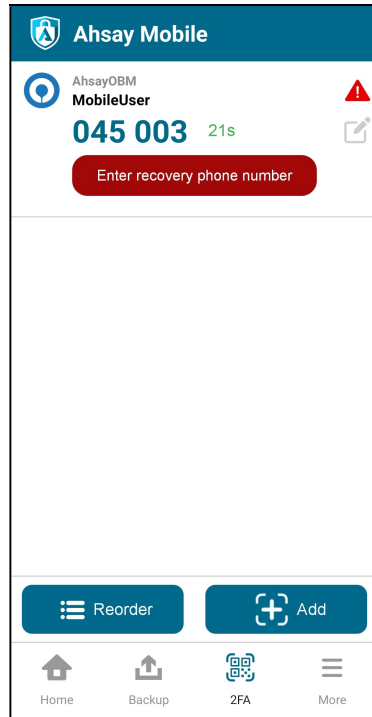 Ahsay Mobile
AhsayOBM
MobileUser
045 003 21s
Enter recovery phone number
Reorder Add
Home Backup 2FA More